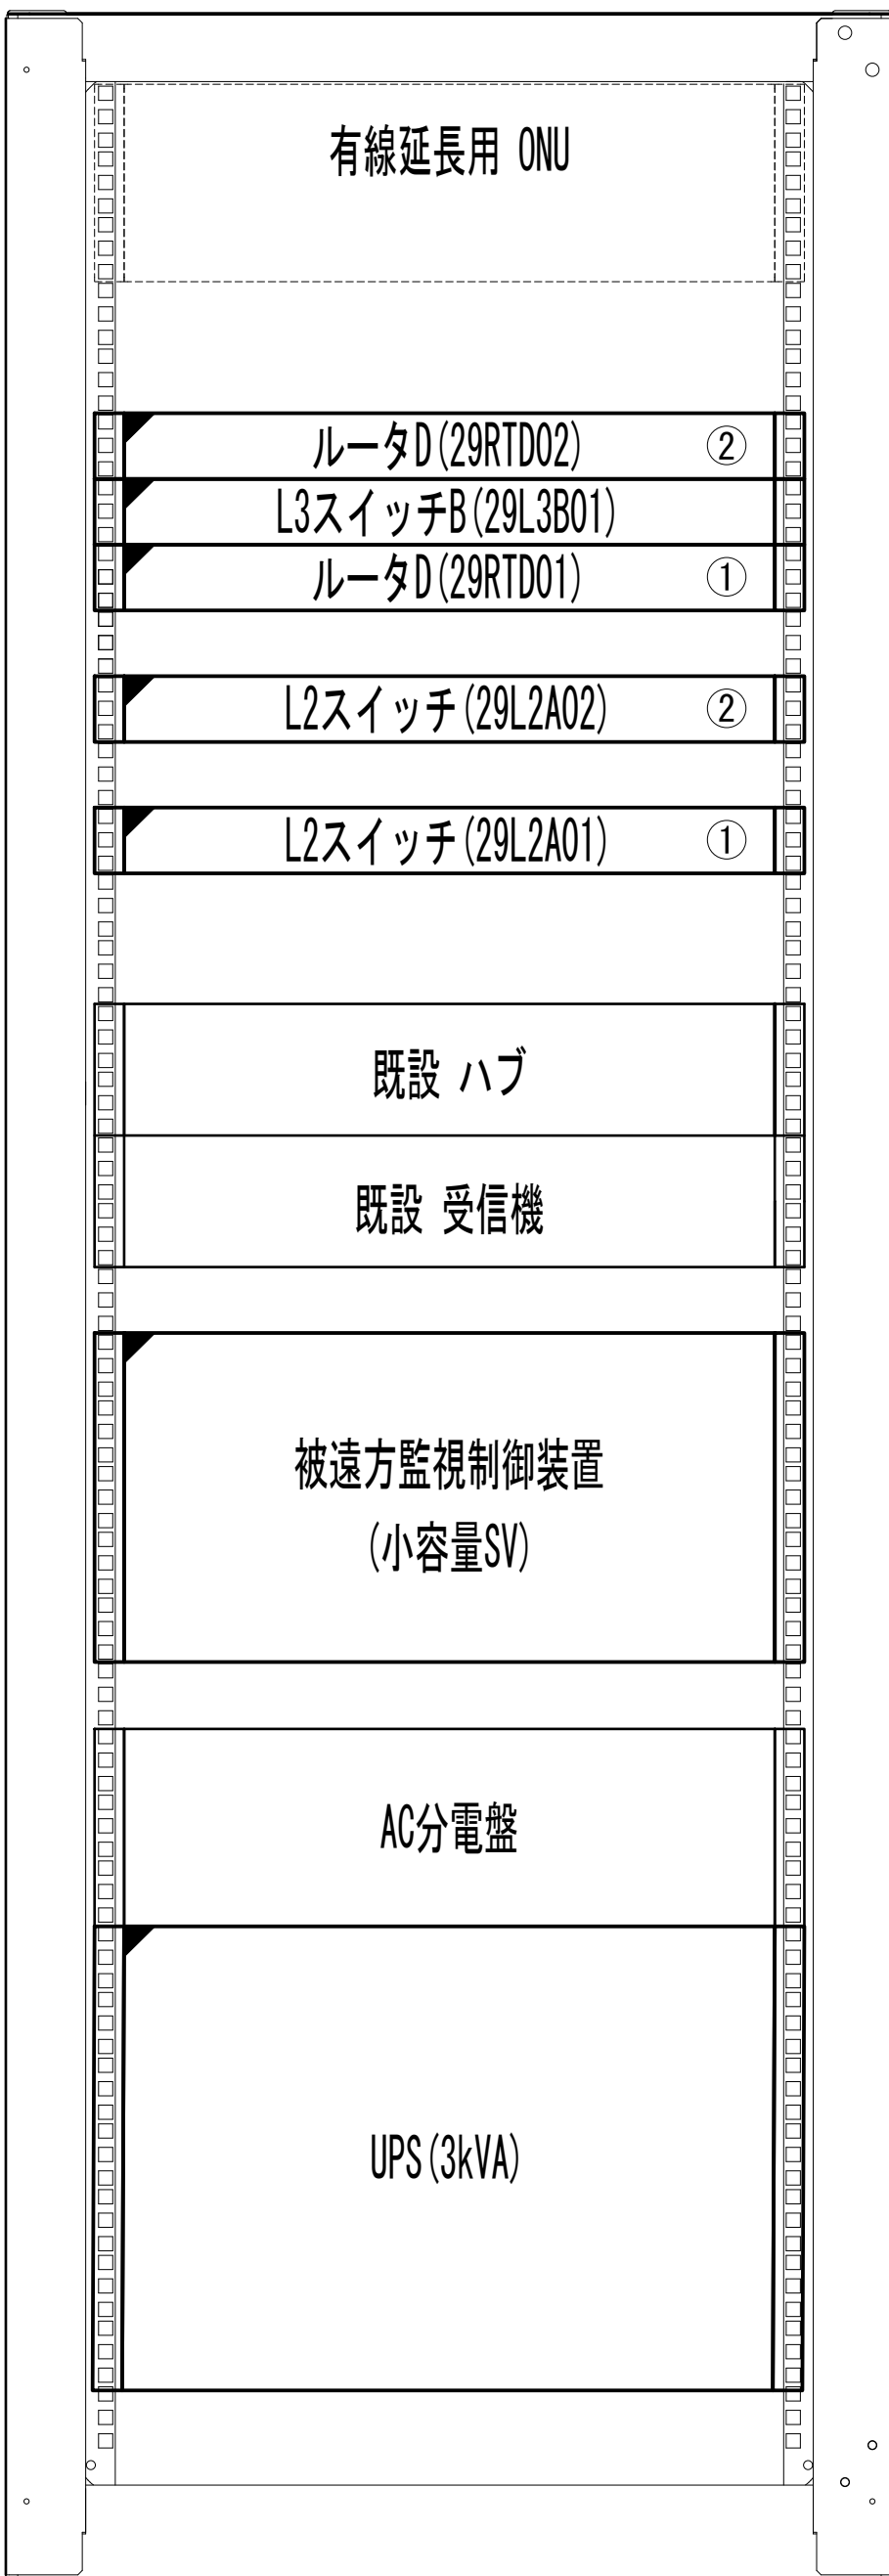 有線延長用 ONU
ルータD(29RTD02) ②
L3スイッチB(29L3B01)
ルータD(29RTD01) ①
L2スイッチ(29L2A02) ②
L2スイッチ(29L2A01) ①
既設 ハブ
既設 受信機
被遠方監視制御装置
(小容量SV)
AC分電盤
UPS(3kVA)